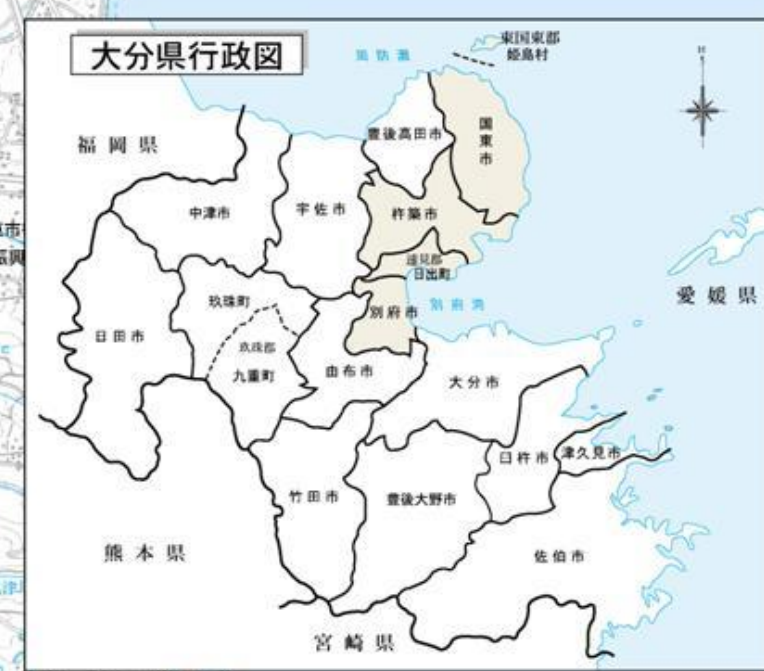 大分県行政図
周防灘
東国東郡
姫島村
福岡県
豊後高田市
国東市
中津市
宇佐市
杵築市
速見郡
日出町
玖珠町
別府市
別府湾
愛媛県
日田市
玖珠郡
九重町
由布市
大分市
臼杵市
津久見市
竹田市
豊後大野市
熊本県
佐伯市
宮崎県